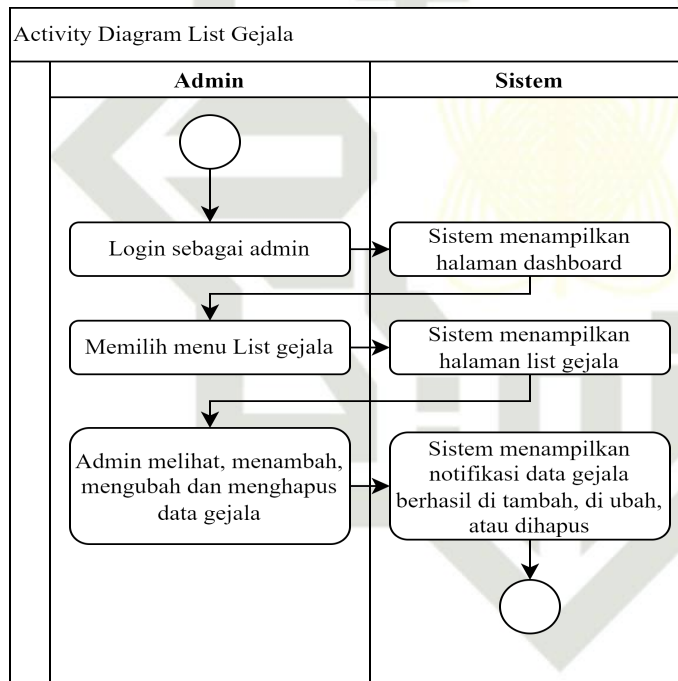 Activity Diagram List Gejala
Admin
Sistem
Login sebagai admin
Sistem menampilkan
halaman dashboard
Memilih menu List gejala
Sistem menampilkan
halaman list gejala
Admin melihat, menambah,
mengubah dan menghapus
data gejala
Sistem menampilkan
notifikasi data gejala
berhasil di tambah, di ubah,
atau dihapus